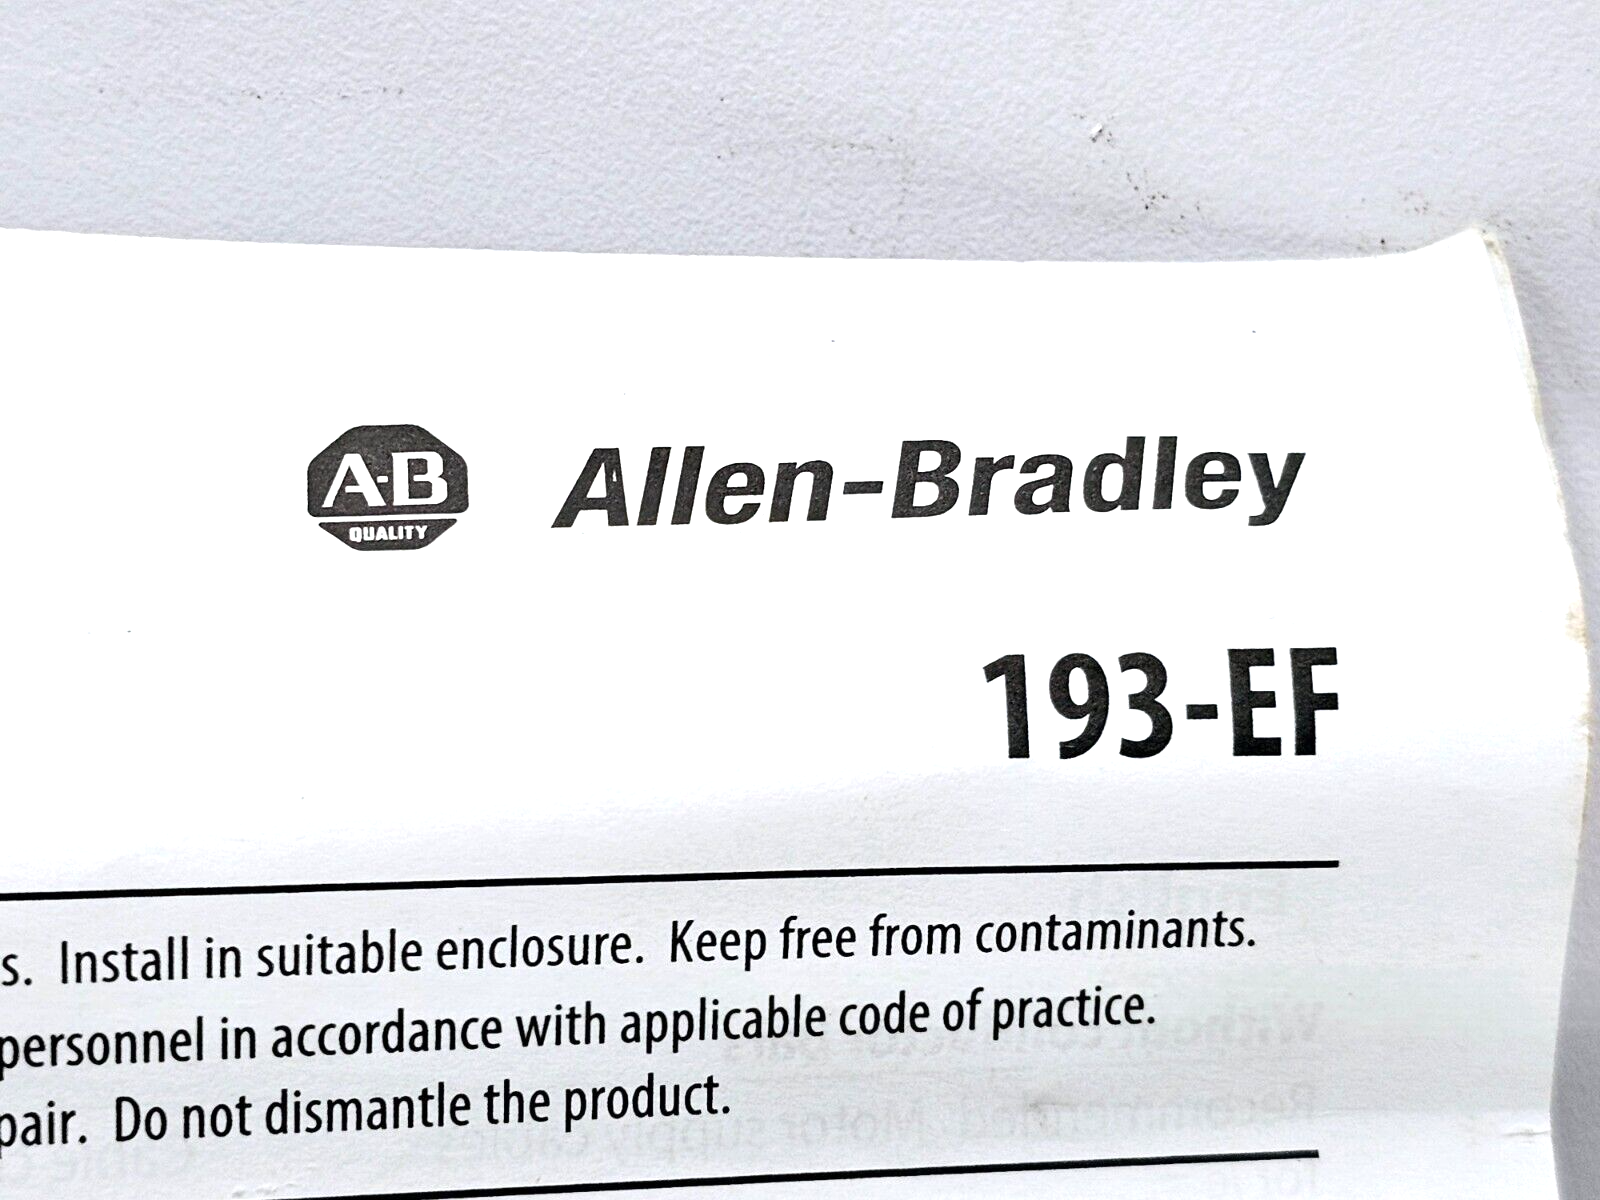 A-B
QUALITY
Allen-Bradley
193-EF
s. Install in suitable enclosure. Keep free from contaminants.
personnel in accordance with applicable code of practice.
pair. Do not dismantle the product.